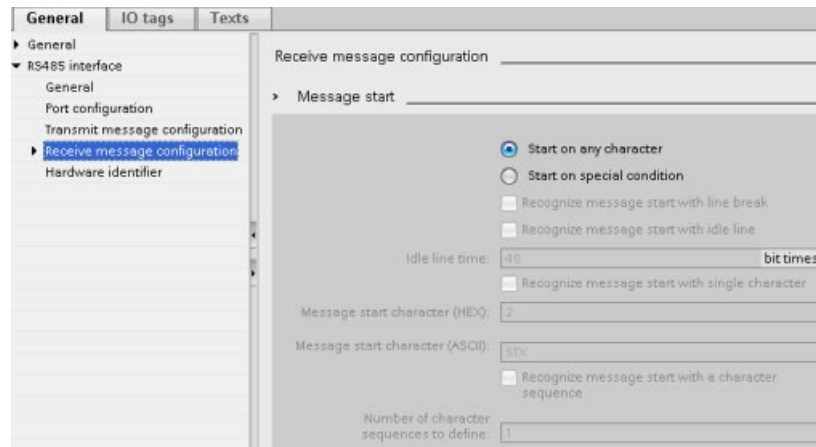 General IO tags Texts
General
RS485 interface
General
Port configuration
Transmit message configuration
Receive message configuration
Hardware identifier
Receive message configuration
Message start
Start on any character
Start on special condition
Recognize message start with line break
Recognize message start with idle line
Idle line time: 40 bit times
Recognize message start with single character
Message start character (HEX): 2
Message start character (ASCII): STX
Recognize message start with a character
sequence
Number of character
sequences to define: 1